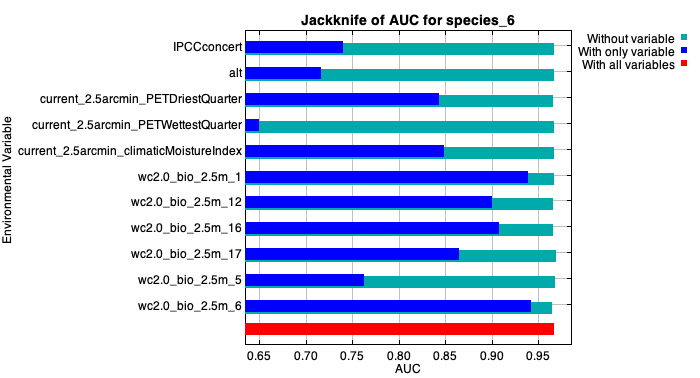 Jackknife of AUC for species_6
Without variable
With only variable
With all variables
Environmental Variable
IPCCconcert
alt
current_2.5arcmin_PETDriestQuarter
current_2.5arcmin_PETWettestQuarter
current_2.5arcmin_climaticMoistureIndex
wc2.0_bio_2.5m_1
wc2.0_bio_2.5m_12
wc2.0_bio_2.5m_16
wc2.0_bio_2.5m_17
wc2.0_bio_2.5m_5
wc2.0_bio_2.5m_6
0.65 0.70 0.75 0.80 0.85 0.90 0.95
AUC